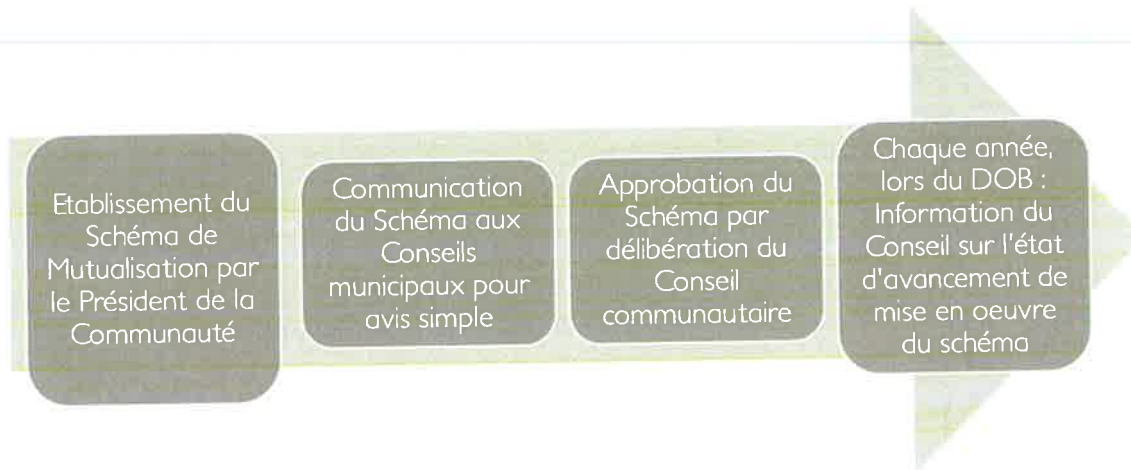 Etablissement du
Schéma de
Mutualisation par
le Président de la
Communauté
Communication
du Schéma aux
Conseils
municipaux pour
avis simple
Approbation du
Schéma par
délibération du
Conseil
communautaire
Chaque année,
lors du DOB :
Information du
Conseil sur l'état
d'avancement de
mise en oeuvre
du schéma